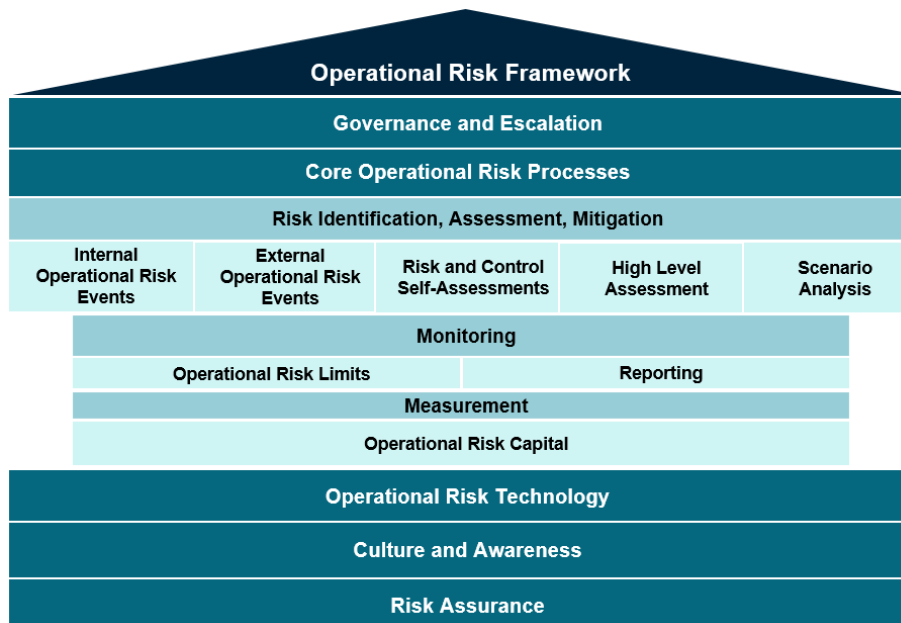 Operational Risk Framework
Governance and Escalation
Core Operational Risk Processes
Risk Identification, Assessment, Mitigation
Internal
Operational Risk
Events
External
Operational Risk
Events
Risk and Control
Self-Assessments
High Level
Assessment
Scenario
Analysis
Monitoring
Operational Risk Limits
Reporting
Measurement
Operational Risk Capital
Operational Risk Technology
Culture and Awareness
Risk Assurance